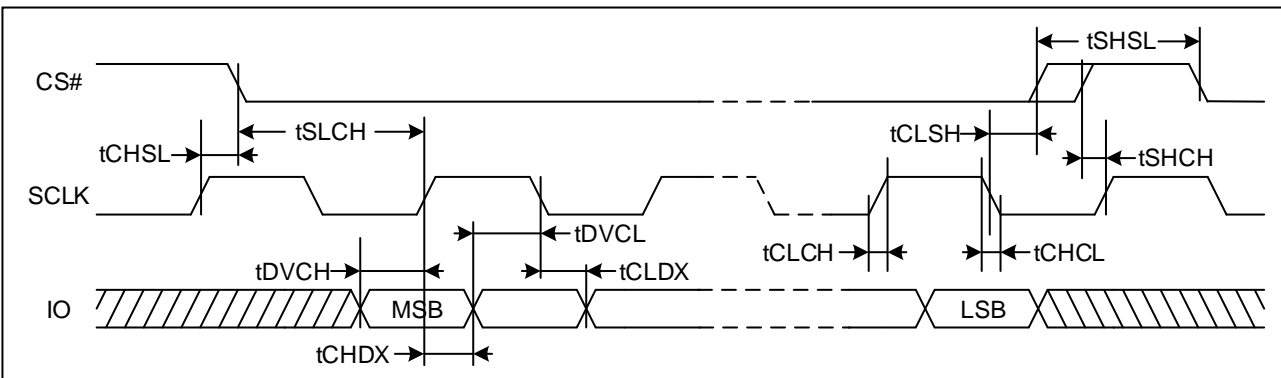 tSHSL
CS#
tSLCH
tCLSH
tCHSL
tSHCH
SCLK
tDVCL
tCLCH
tCHCL
tDVCH
tCLDX
IO
MSB
LSB
tCHDX